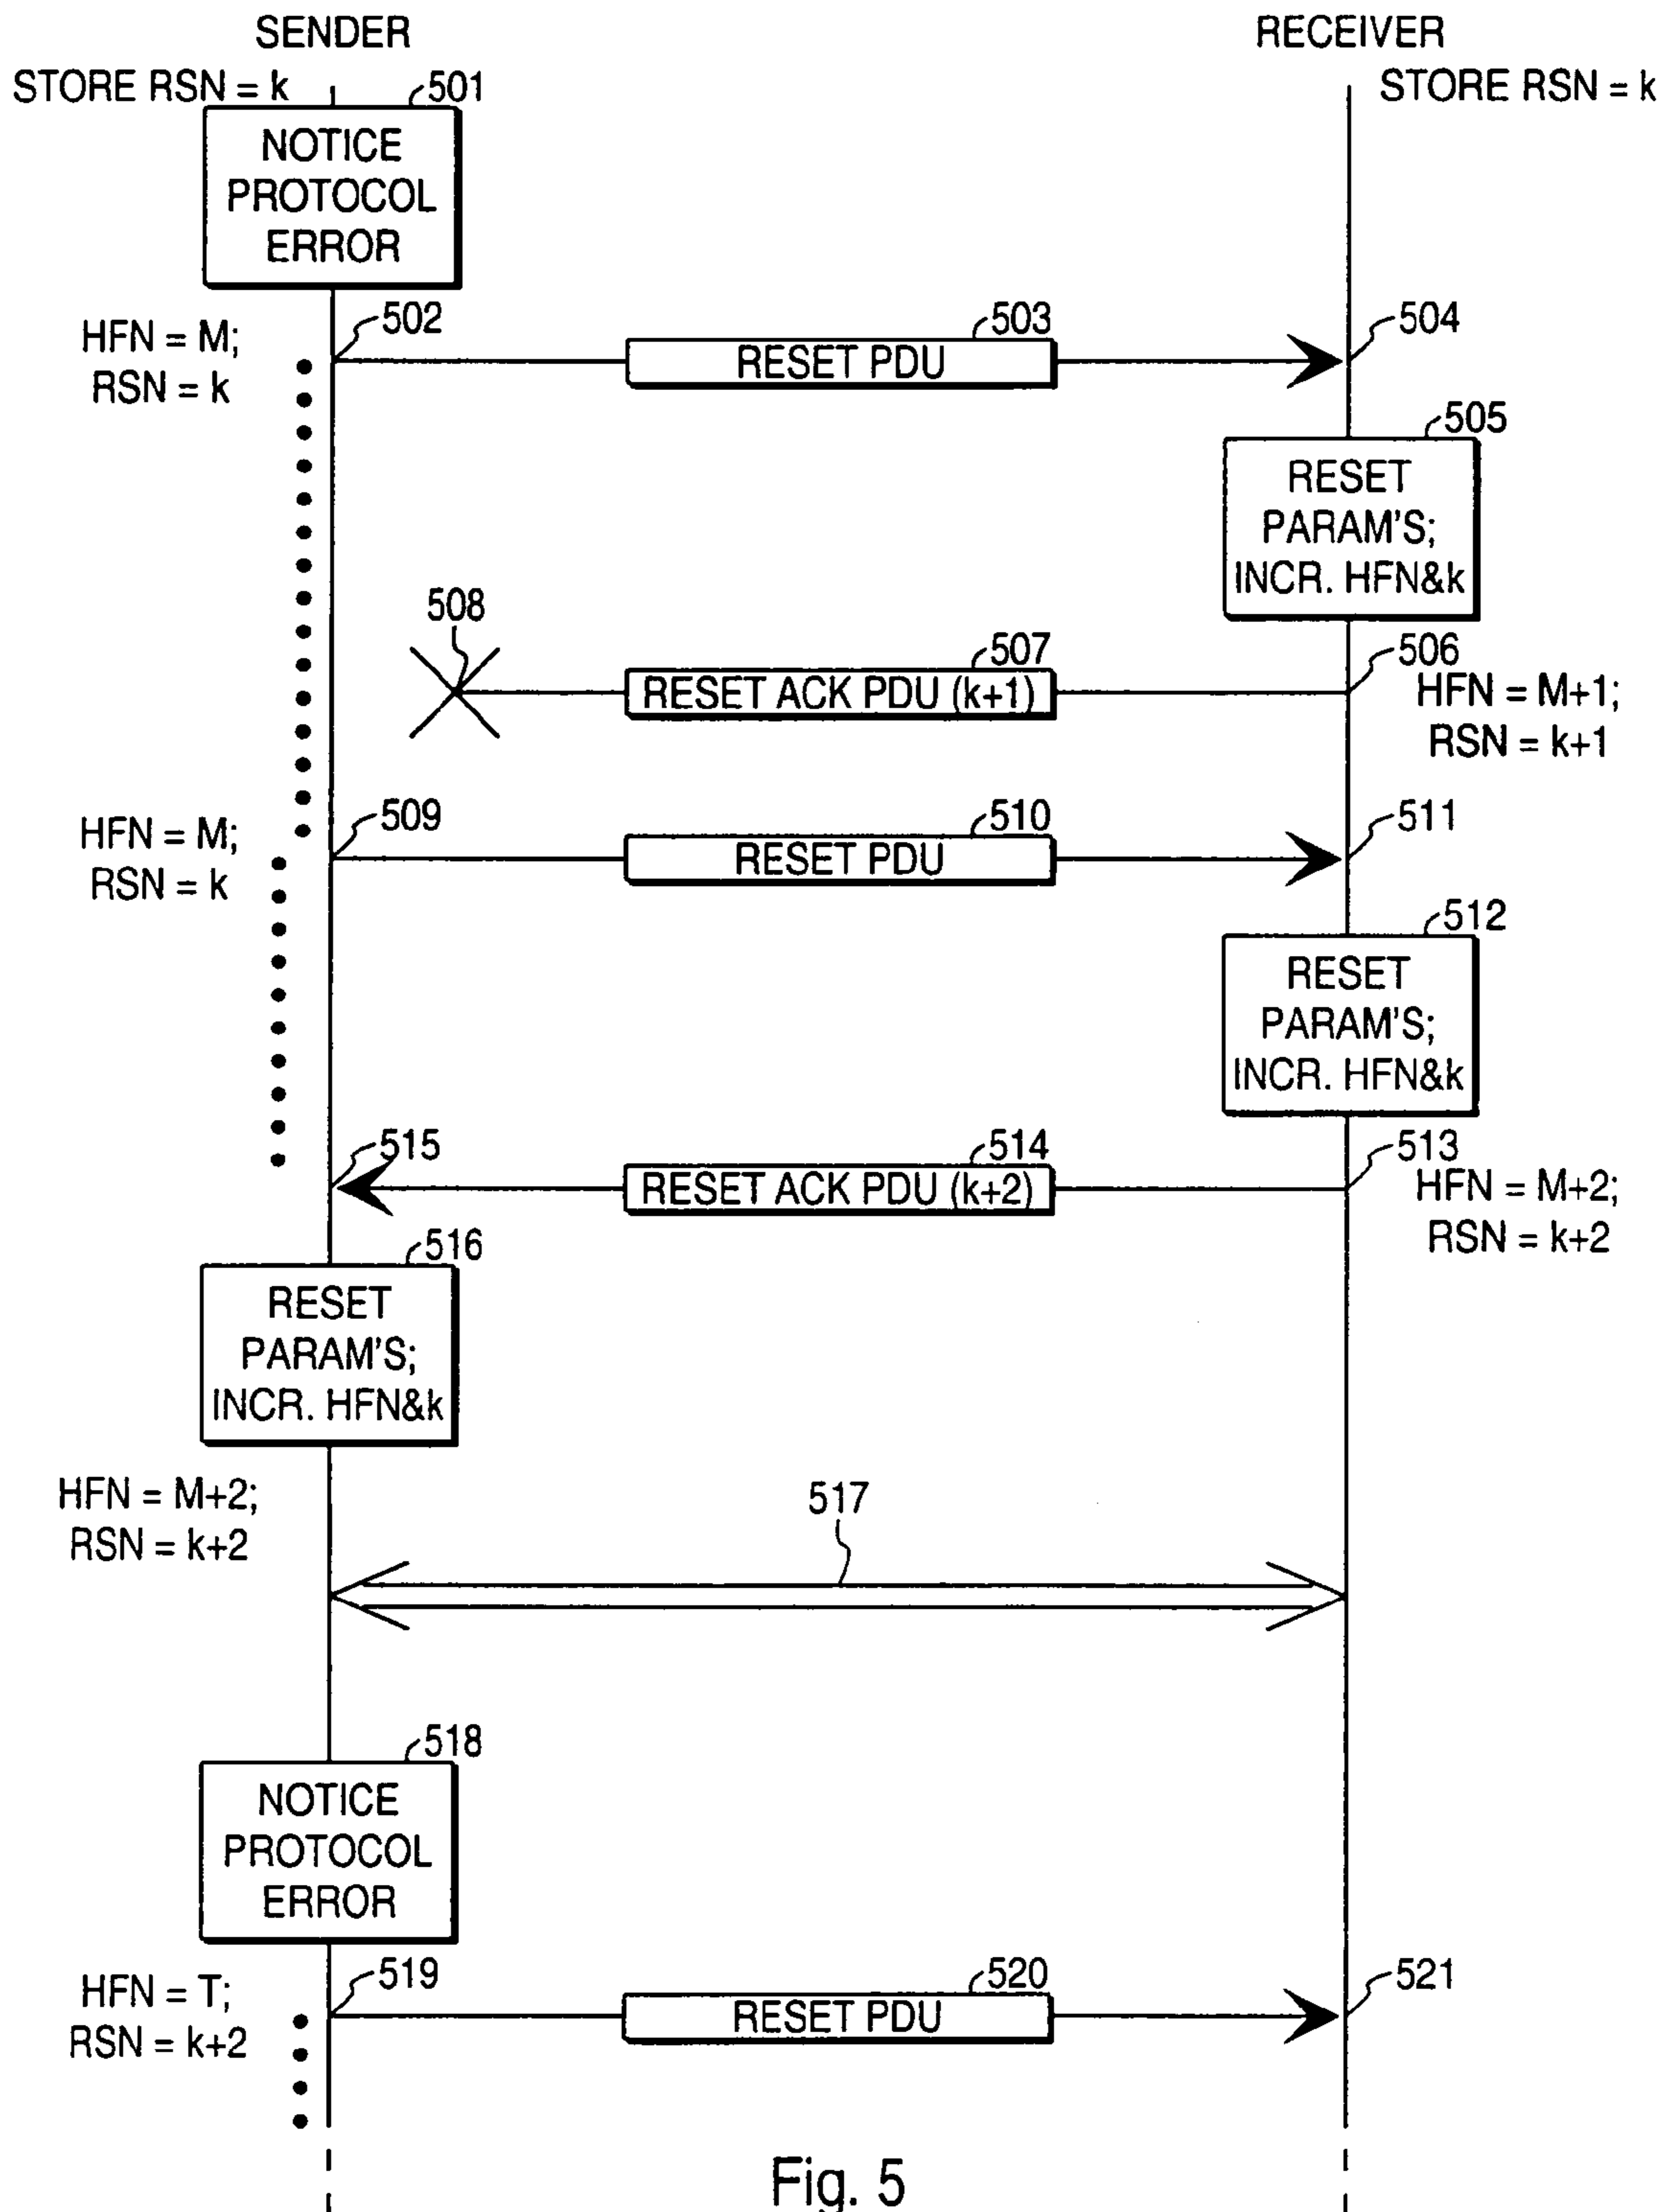 SENDER
RECEIVER
STORE RSN = k
501
STORE RSN = k
NOTICE
PROTOCOL
ERROR
HFN = M;
RSN = k
502
503
RESET PDU
504
505
RESET
PARAM'S;
INCR. HFN&k
508
507
RESET ACK PDU (k+1)
506
HFN = M+1;
RSN = k+1
HFN = M;
RSN = k
509
510
RESET PDU
511
512
RESET
PARAM'S;
INCR. HFN&k
515
514
RESET ACK PDU (k+2)
513
HFN = M+2;
RSN = k+2
516
RESET
PARAM'S;
INCR. HFN&k
HFN = M+2;
RSN = k+2
517
518
NOTICE
PROTOCOL
ERROR
HFN = T;
RSN = k+2
519
520
RESET PDU
521
Fig. 5